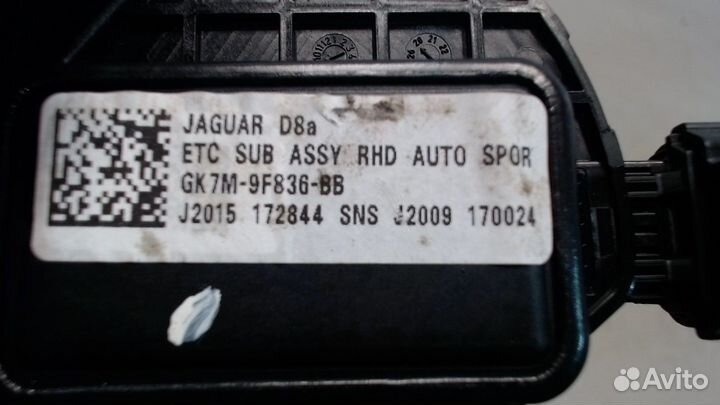 JAGUAR D8a
ETC SUB ASSY RHD AUTO SPOR
GK7M-9F836-BB
J2015 172844 SNS J2009 170024
Avito